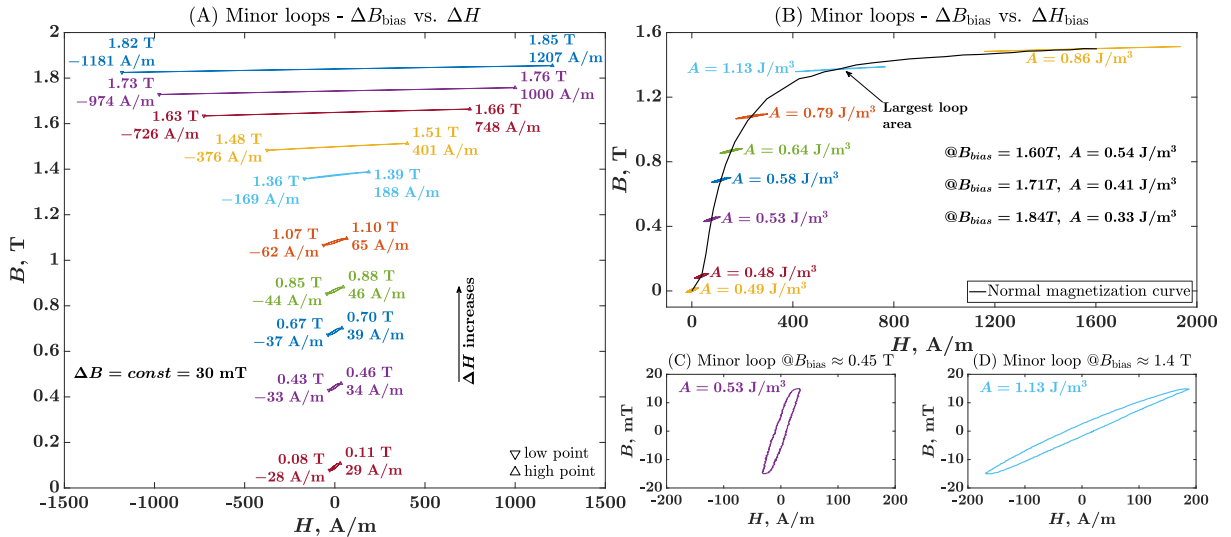 (A) Minor loops - ΔB_bias vs. ΔH
2
1.8
1.6
1.4
1.2
1
0.8
0.6
0.4
0.2
0
B, T
1.82 T
−1181 A/m
1.85 T
1207 A/m
1.73 T
−974 A/m
1.76 T
1000 A/m
1.63 T
−726 A/m
1.66 T
748 A/m
1.48 T
−376 A/m
1.51 T
401 A/m
1.36 T
−169 A/m
1.39 T
188 A/m
1.07 T
−62 A/m
1.10 T
65 A/m
0.85 T
−44 A/m
0.88 T
46 A/m
0.67 T
−37 A/m
0.70 T
39 A/m
ΔB = const = 30 mT
0.43 T
−33 A/m
0.46 T
34 A/m
0.08 T
−28 A/m
0.11 T
29 A/m
ΔH increases
▽ low point
△ high point
-1500
-1000
-500
0
500
1000
1500
H, A/m
(B) Minor loops - ΔB_bias vs. ΔH_bias
1.6
1.2
0.8
0.4
0
B, T
A = 1.13 J/m³
A = 0.86 J/m³
Largest loop
area
A = 0.79 J/m³
A = 0.64 J/m³
A = 0.58 J/m³
A = 0.53 J/m³
A = 0.48 J/m³
A = 0.49 J/m³
@B_bias = 1.60T, A = 0.54 J/m³
@B_bias = 1.71T, A = 0.41 J/m³
@B_bias = 1.84T, A = 0.33 J/m³
Normal magnetization curve
0
400
800
1200
1600
2000
H, A/m
(C) Minor loop @B_bias ≈ 0.45 T
A = 0.53 J/m³
20
10
0
-10
-20
B, mT
-200
-100
0
100
200
H, A/m
(D) Minor loop @B_bias ≈ 1.4 T
A = 1.13 J/m³
20
10
0
-10
-20
B, mT
-200
-100
0
100
200
H, A/m